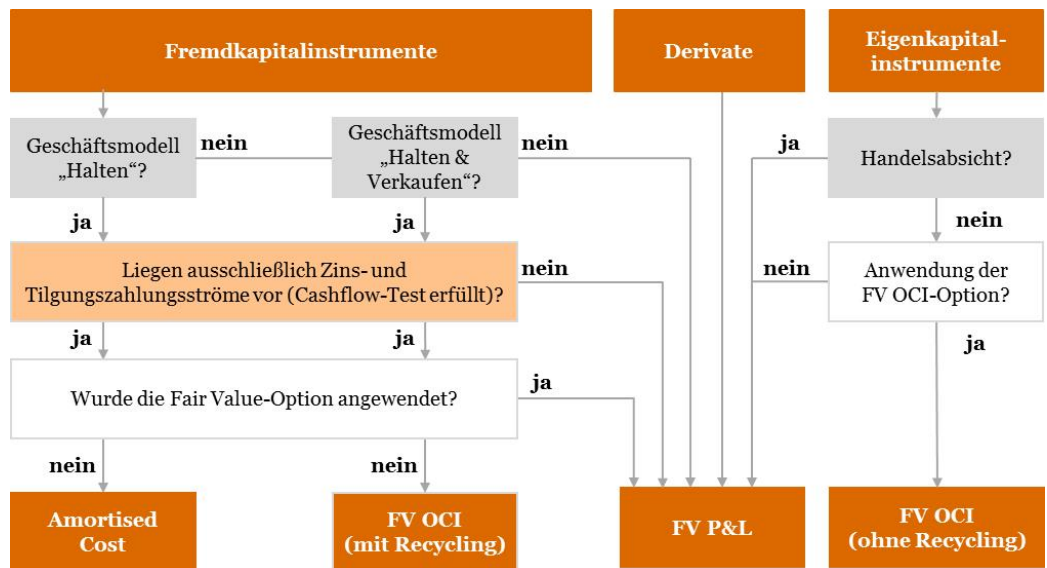 Fremdkapitalinstrumente
Derivate
Eigenkapital-
instrumente
Geschäftsmodell
„Halten“?
nein
Geschäftsmodell
„Halten &
Verkaufen“?
nein
ja
Handelsabsicht?
ja
ja
nein
Liegen ausschließlich Zins- und
Tilgungszahlungsströme vor (Cashflow-Test erfüllt)?
nein
nein
Anwendung der
FV OCI-Option?
ja
ja
ja
Wurde die Fair Value-Option angewendet?
ja
nein
nein
Amortised
Cost
FV OCI
(mit Recycling)
FV P&L
FV OCI
(ohne Recycling)